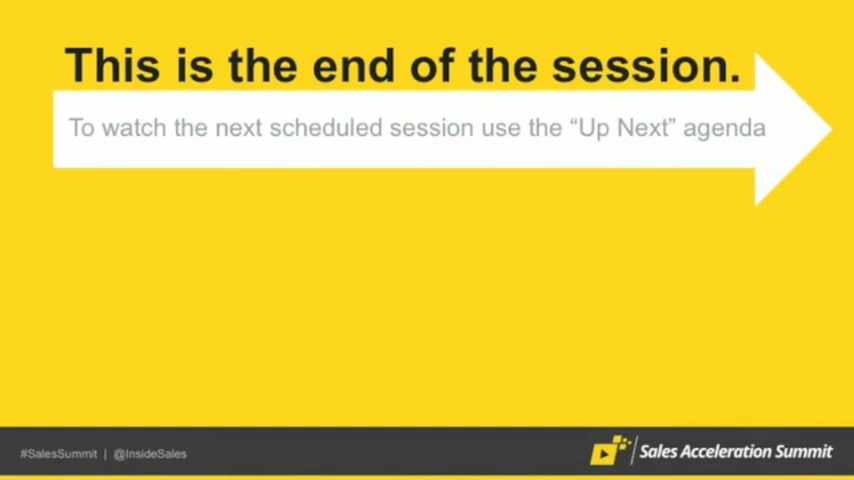 This is the end of the session.
To watch the next scheduled session use the “Up Next” agenda
#SalesSummit | @InsideSales
Sales Acceleration Summit